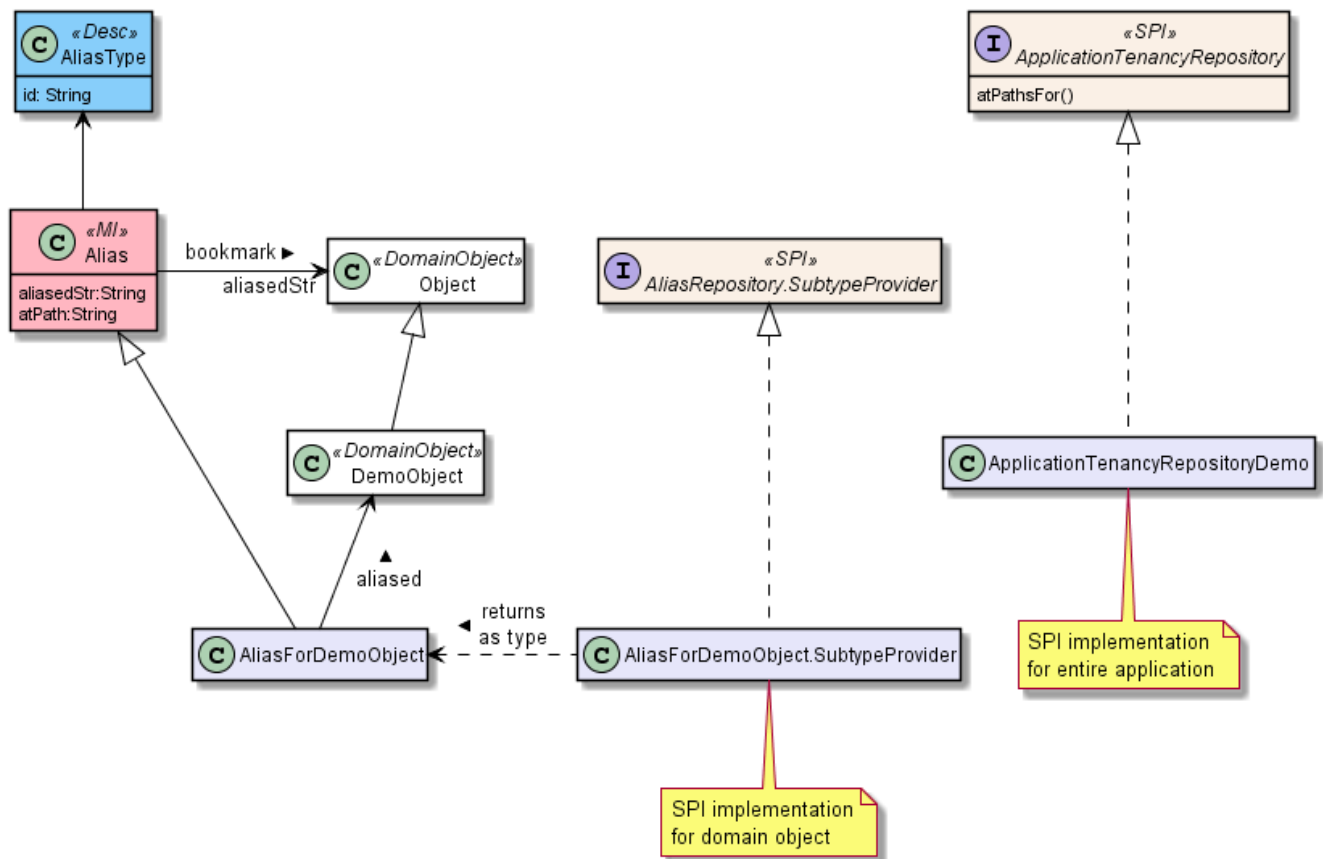 C
«Desc»
AliasType
id: String
I
«SPI»
ApplicationTenancyRepository
atPathsFor()
C
«MI»
Alias
aliasedStr:String
atPath:String
bookmark ►
aliasedStr
C
«DomainObject»
Object
I
«SPI»
AliasRepository.SubtypeProvider
C
«DomainObject»
DemoObject
C
ApplicationTenancyRepositoryDemo
▲
aliased
◄ returns
as type
C
AliasForDemoObject
C
AliasForDemoObject.SubtypeProvider
SPI implementation
for entire application
SPI implementation
for domain object